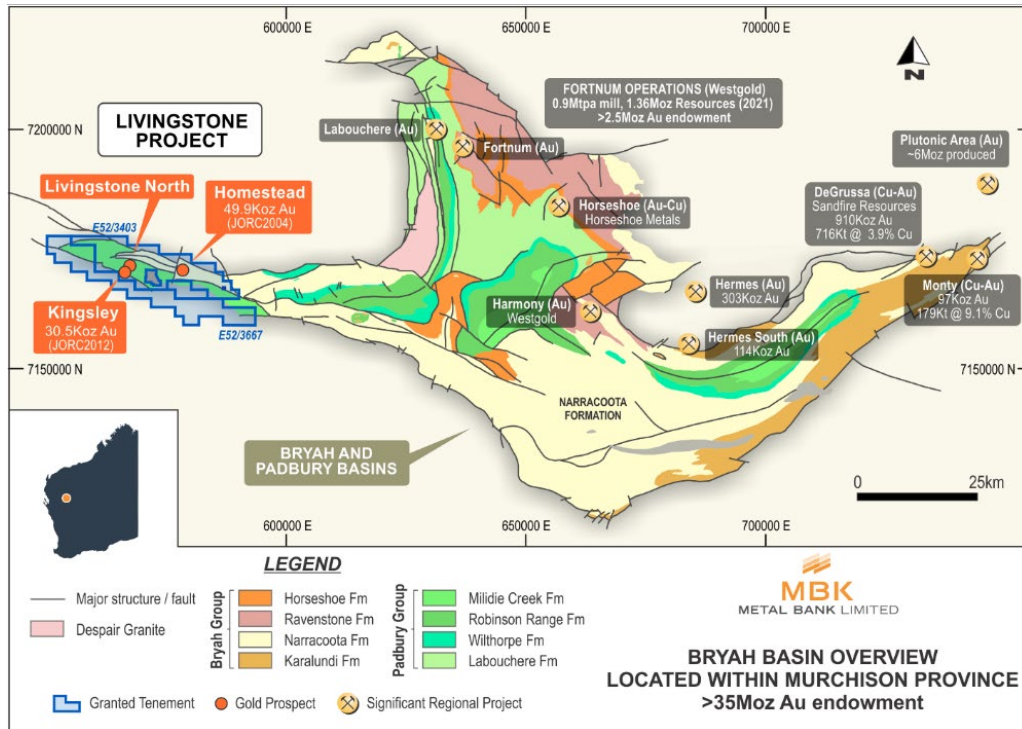 600000 E
650000 E
700000 E
N
7200000 N
LIVINGSTONE
PROJECT
FORTNUM OPERATIONS (Westgold)
0.9Mtpa mill, 1.36Moz Resources (2021)
>2.5Moz Au endowment
Labouchere (Au)
Fortnum (Au)
Plutonic Area (Au)
~6Moz produced
Livingstone North
Homestead
49.9Koz Au
(JORC2004)
Horseshoe (Au-Cu)
Horseshoe Metals
DeGrussa (Cu-Au)
Sandfire Resources
910Koz Au
716Kt @ 3.9% Cu
E52/3403
Kingsley
30.5Koz Au
(JORC2012)
E52/3667
Harmony (Au)
Westgold
Hermes (Au)
303Koz Au
Monty (Cu-Au)
97Koz Au
179Kt @ 9.1% Cu
Hermes South (Au)
114Koz Au
7150000 N
NARRACOOTA
FORMATION
BRYAH AND
PADBURY BASINS
0
25km
600000 E
650000 E
700000 E
LEGEND
Major structure / fault
Despair Granite
Bryah Group
Horseshoe Fm
Ravenstone Fm
Narracoota Fm
Karalundi Fm
Padbury Group
Milidie Creek Fm
Robinson Range Fm
Wilthorpe Fm
Labouchere Fm
Granted Tenement
Gold Prospect
Significant Regional Project
MBK
METAL BANK LIMITED
BRYAH BASIN OVERVIEW
LOCATED WITHIN MURCHISON PROVINCE
>35Moz Au endowment
7150000 N